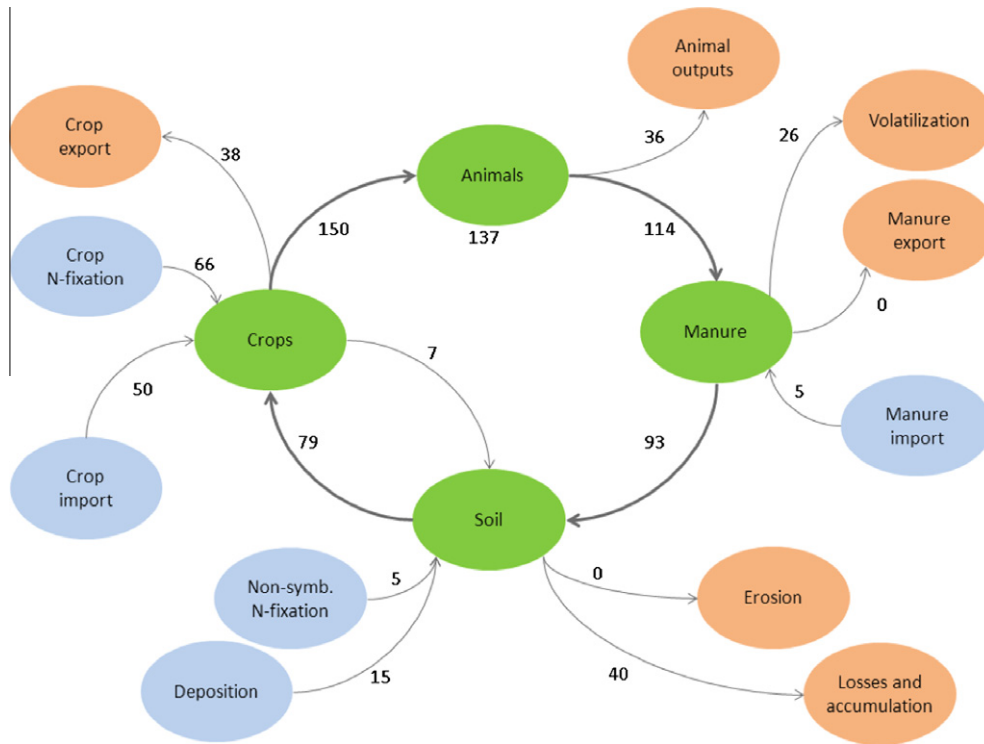 Animal
outputs
Crop
export
Volatilization
36
26
38
Animals
Manure
export
150
137
114
Crop
N-fixation
66
0
Crops
Manure
7
50
5
Manure
import
79
93
Crop
import
Soil
Non-symb.
N-fixation
5
0
Erosion
Deposition
15
40
Losses and
accumulation